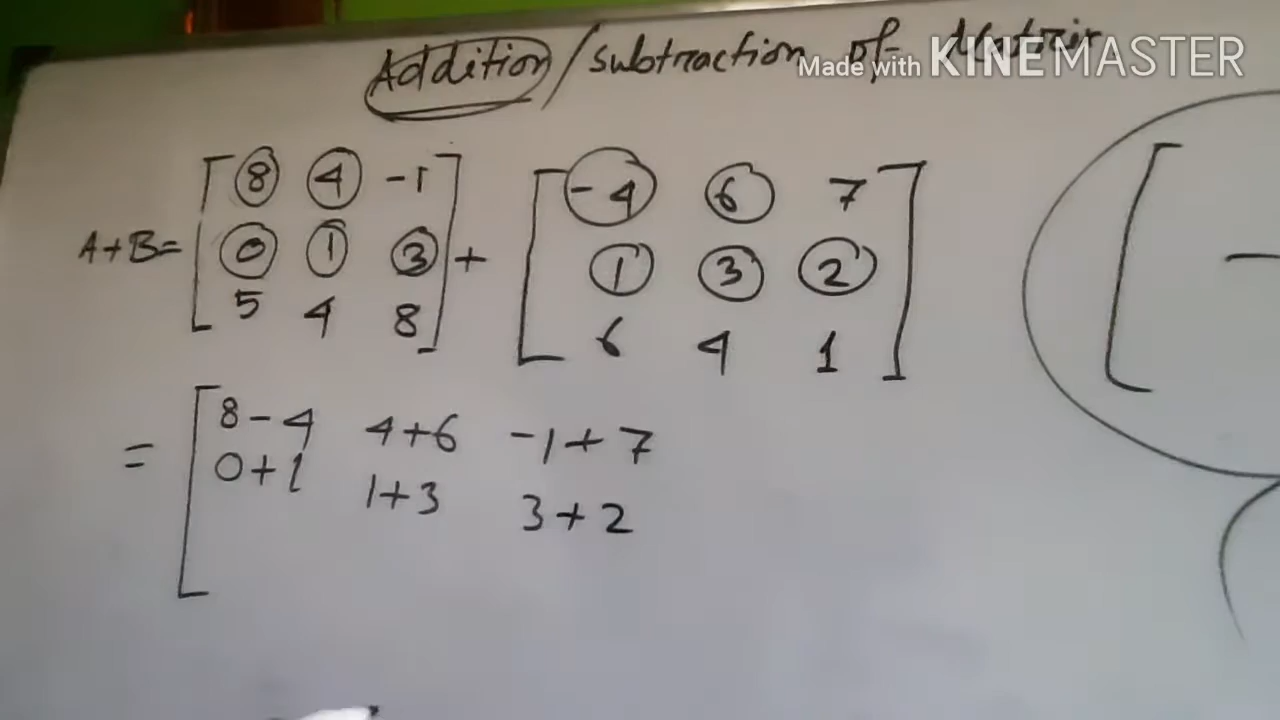 Addition/subtraction of Matrix
Made with KINEMASTER
A+B= [ 8 4 -1 ] + [ -4 6 7 ]
0 1 3 1 3 2
5 4 8 6 4 1
= [ 8-4 4+6 -1+7
0+1 1+3 3+2